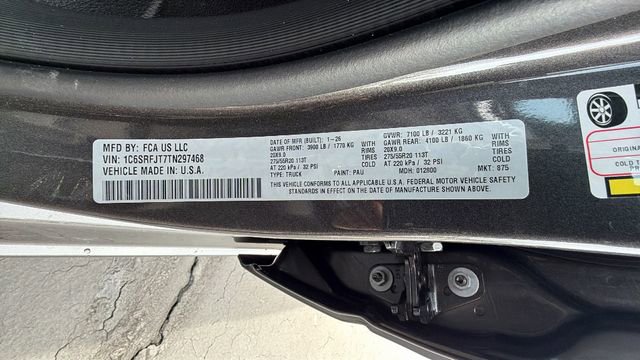 MFD BY: FCA US LLC
VIN: 1C6SRFJT7TN297468
VEHICLE MADE IN: U.S.A.
DATE OF MFR (BUILT): 1-26
GAWR FRONT: 3900 LB / 1770 KG
20X9.0 RIMS
275/55R20 113T TIRES
AT 220 kPa / 32 PSI
TYPE: TRUCK PAINT: PAU
GVWR: 7100 LB / 3221 KG
GAWR REAR: 4100 LB / 1860 KG
20X9.0 RIMS
275/55R20 113T TIRES
AT 220 kPa / 32 PSI
MDH: 012800 MKT: 875
THIS VEHICLE CONFORMS TO ALL APPLICABLE U.S.A. FEDERAL MOTOR VEHICLE SAFETY
STANDARDS IN EFFECT ON THE DATE OF MANUFACTURE SHOWN ABOVE.
ORIGINA